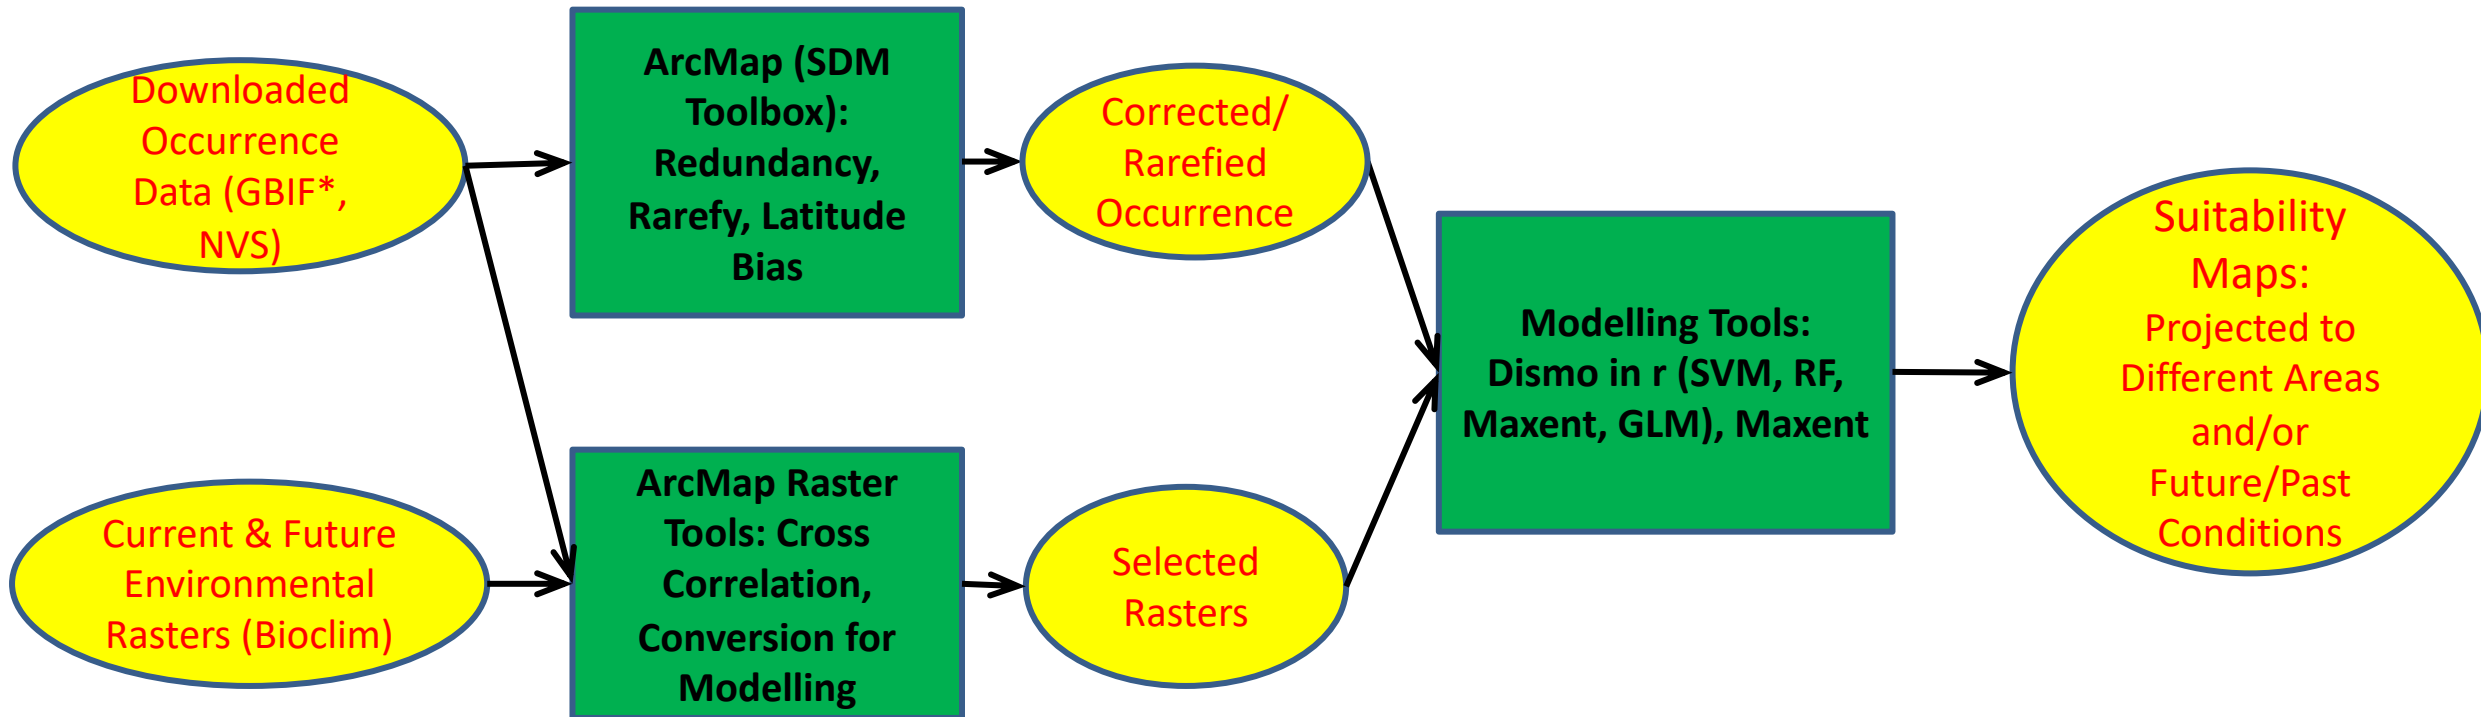 Downloaded
Occurrence
Data (GBIF*,
NVS)
ArcMap (SDM
Toolbox):
Redundancy,
Rarefy, Latitude
Bias
Corrected/
Rarefied
Occurrence
Current & Future
Environmental
Rasters (Bioclim)
ArcMap Raster
Tools: Cross
Correlation,
Conversion for
Modelling
Selected
Rasters
Modelling Tools:
Dismo in r (SVM, RF,
Maxent, GLM), Maxent
Suitability
Maps:
Projected to
Different Areas
and/or
Future/Past
Conditions